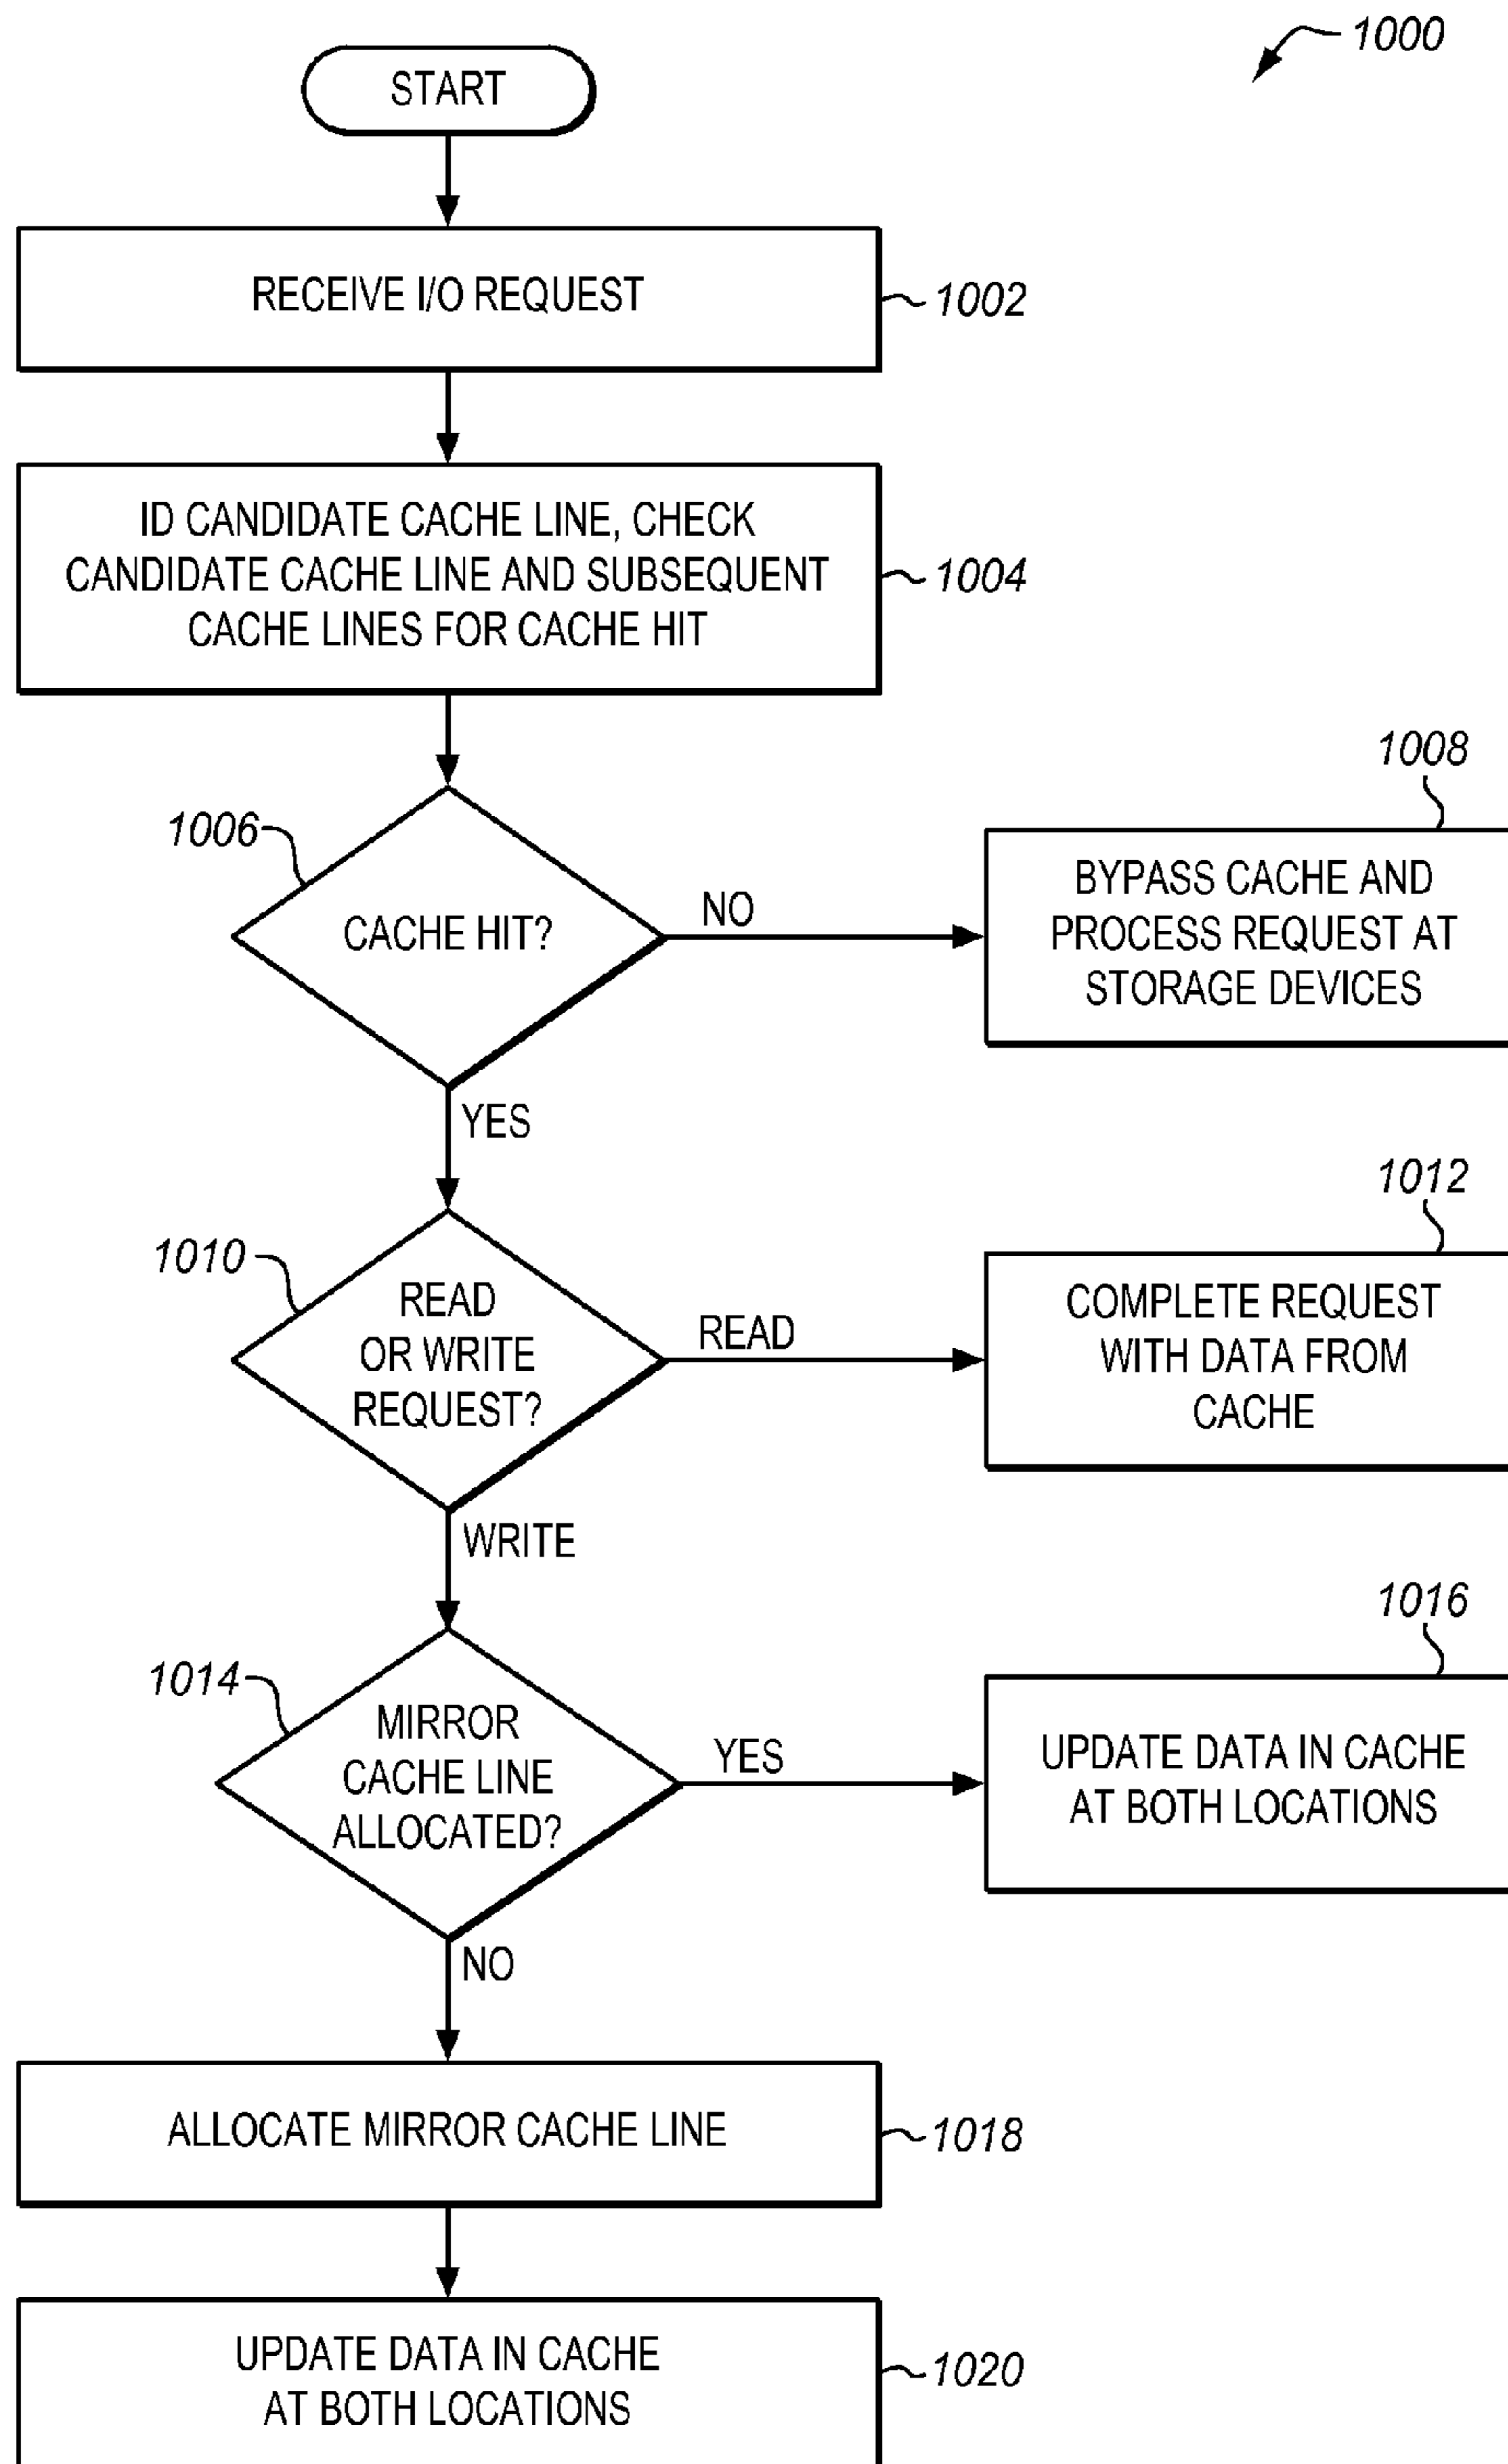 1000
START
RECEIVE I/O REQUEST
1002
ID CANDIDATE CACHE LINE, CHECK
CANDIDATE CACHE LINE AND SUBSEQUENT
CACHE LINES FOR CACHE HIT
1004
1006
CACHE HIT?
NO
1008
BYPASS CACHE AND
PROCESS REQUEST AT
STORAGE DEVICES
YES
1010
READ
OR WRITE
REQUEST?
READ
1012
COMPLETE REQUEST
WITH DATA FROM
CACHE
WRITE
1014
MIRROR
CACHE LINE
ALLOCATED?
YES
1016
UPDATE DATA IN CACHE
AT BOTH LOCATIONS
NO
ALLOCATE MIRROR CACHE LINE
1018
UPDATE DATA IN CACHE
AT BOTH LOCATIONS
1020